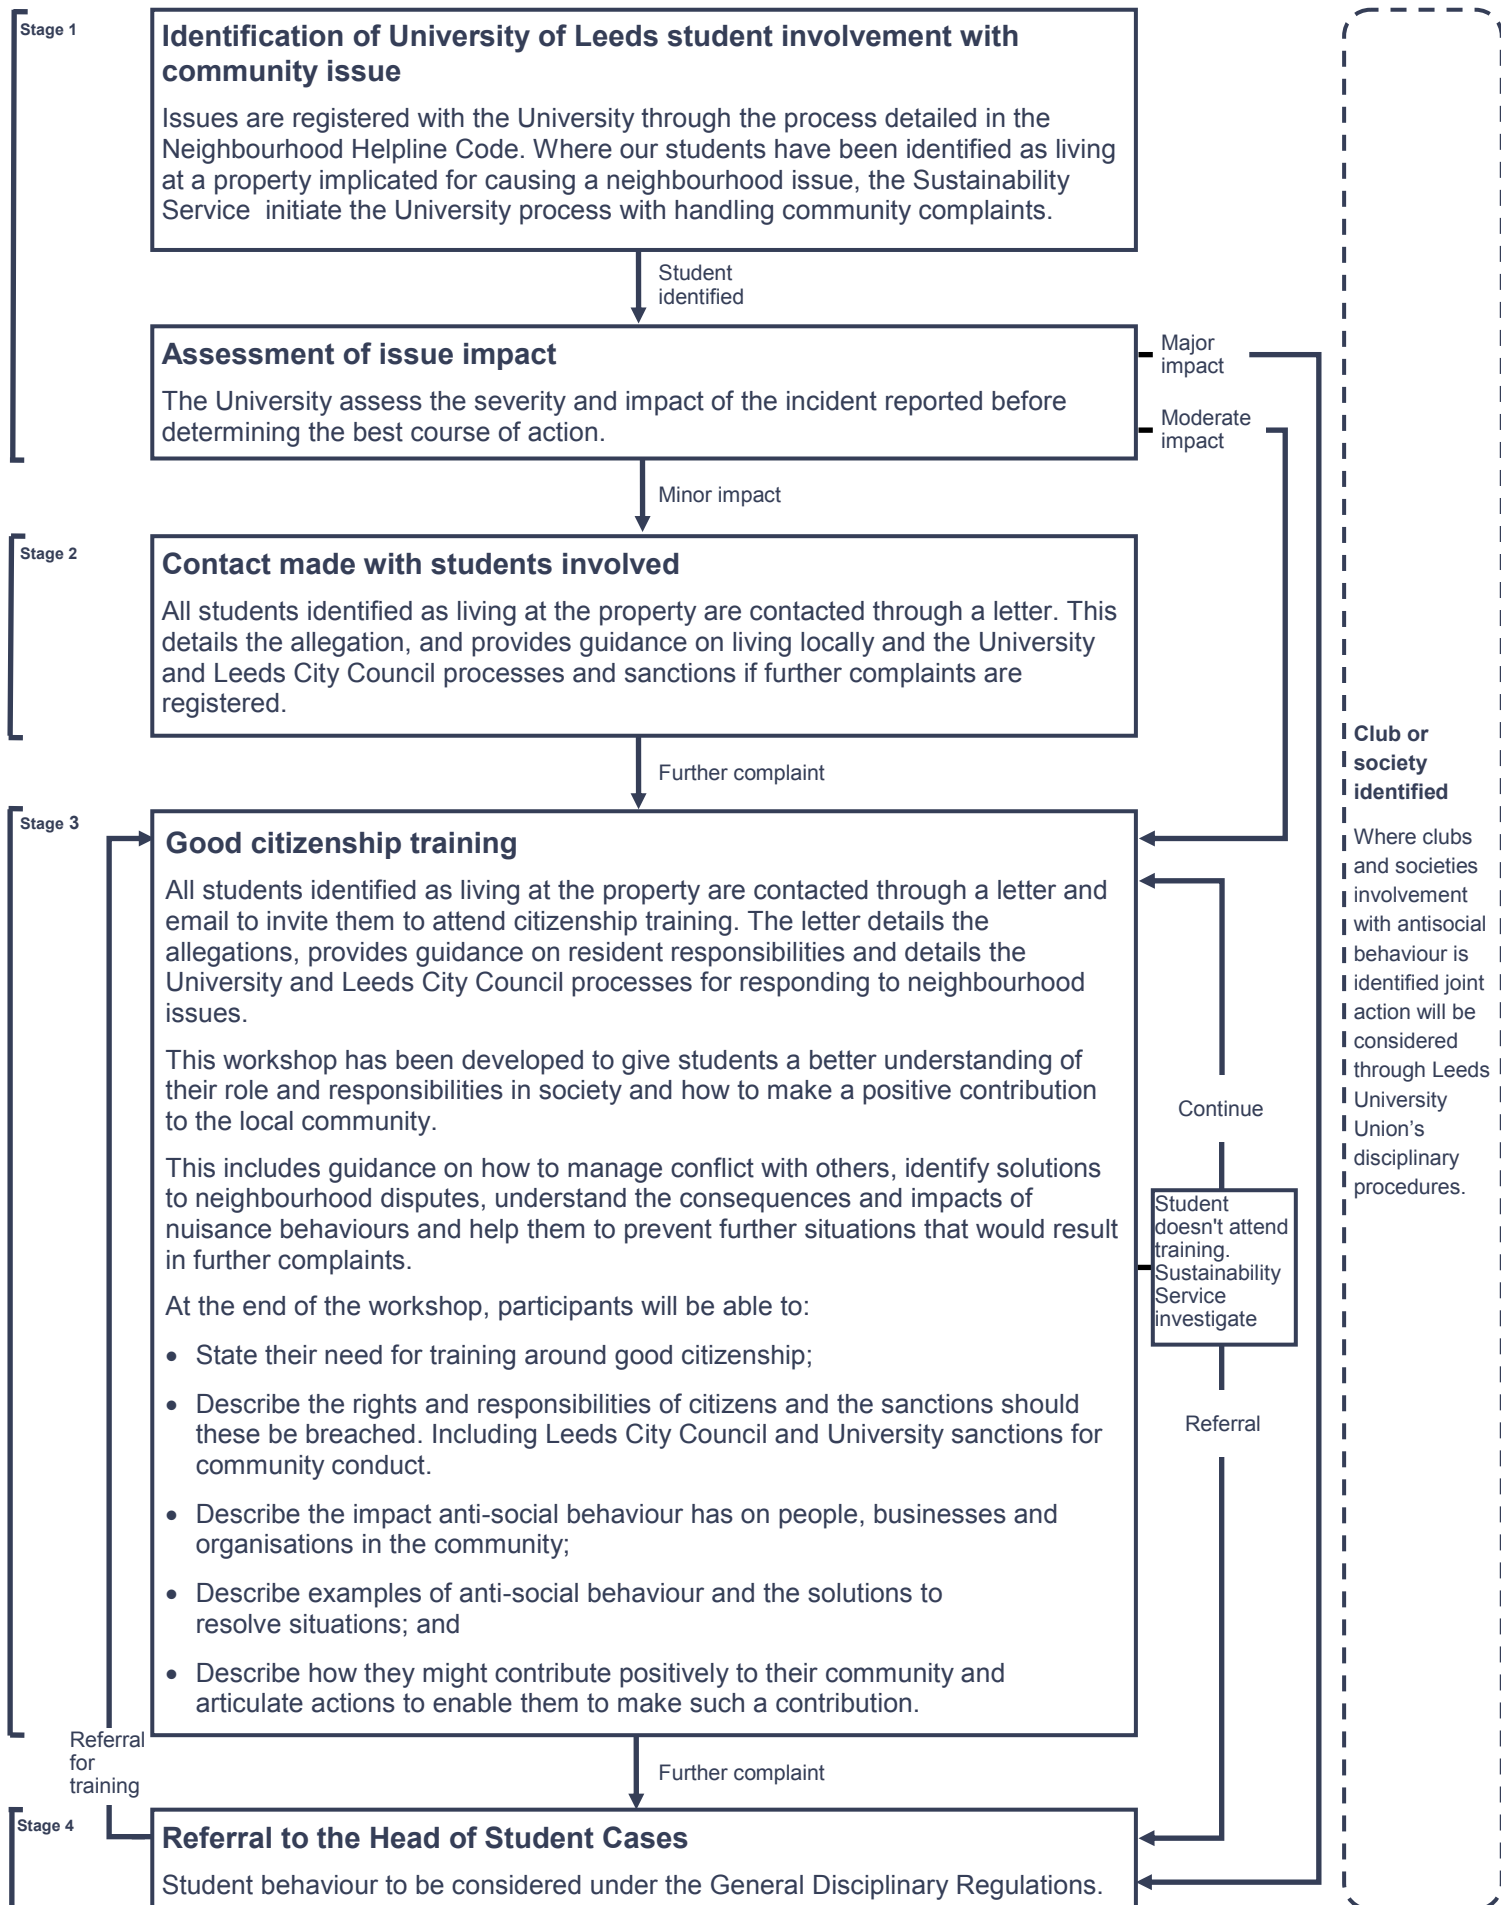 Stage 1
Identification of University of Leeds student involvement with
community issue
Issues are registered with the University through the process detailed in the
Neighbourhood Helpline Code. Where our students have been identified as living
at a property implicated for causing a neighbourhood issue, the Sustainability
Service  initiate the University process with handling community complaints.
Student
identified
Assessment of issue impact
The University assess the severity and impact of the incident reported before
determining the best course of action.
Major
impact
Moderate
impact
Minor impact
Stage 2
Contact made with students involved
All students identified as living at the property are contacted through a letter. This
details the allegation, and provides guidance on living locally and the University
and Leeds City Council processes and sanctions if further complaints are
registered.
Further complaint
Stage 3
Good citizenship training
All students identified as living at the property are contacted through a letter and
email to invite them to attend citizenship training. The letter details the
allegations, provides guidance on resident responsibilities and details the
University and Leeds City Council processes for responding to neighbourhood
issues.
This workshop has been developed to give students a better understanding of
their role and responsibilities in society and how to make a positive contribution
to the local community.
This includes guidance on how to manage conflict with others, identify solutions
to neighbourhood disputes, understand the consequences and impacts of
nuisance behaviours and help them to prevent further situations that would result
in further complaints.
At the end of the workshop, participants will be able to:
• State their need for training around good citizenship;
• Describe the rights and responsibilities of citizens and the sanctions should
these be breached. Including Leeds City Council and University sanctions for
community conduct.
• Describe the impact anti-social behaviour has on people, businesses and
organisations in the community;
• Describe examples of anti-social behaviour and the solutions to
resolve situations; and
• Describe how they might contribute positively to their community and
articulate actions to enable them to make such a contribution.
Continue
Student
doesn't attend
training.
Sustainability
Service
investigate
Referral
Referral
for
training
Further complaint
Stage 4
Referral to the Head of Student Cases
Student behaviour to be considered under the General Disciplinary Regulations.
Club or
society
identified
Where clubs
and societies
involvement
with antisocial
behaviour is
identified joint
action will be
considered
through Leeds
University
Union’s
disciplinary
procedures.